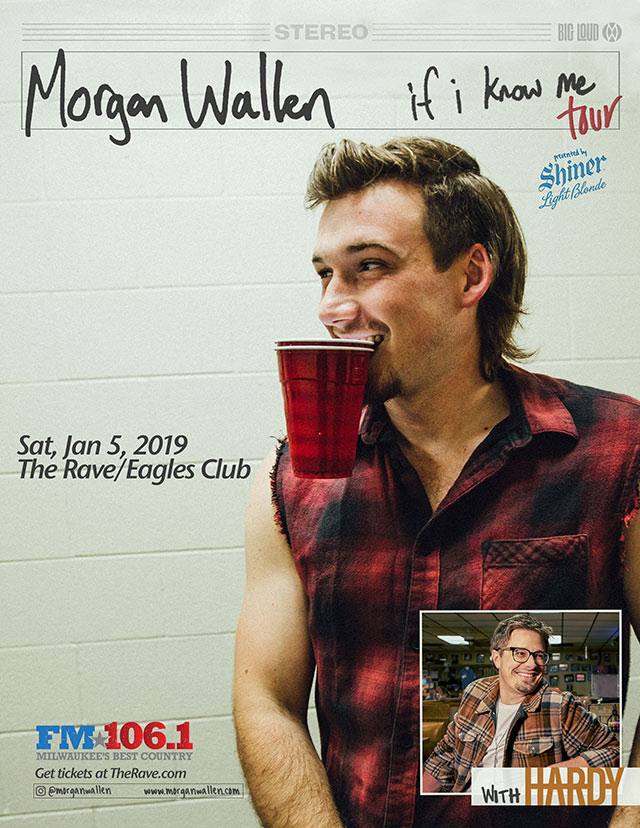 STEREO
BIG LOUD
Morgan Wallen
if i know me
tour
presented by
Shiner
Light Blonde
Sat, Jan 5, 2019
The Rave/Eagles Club
FM★106.1
MILWAUKEE'S BEST COUNTRY
Get tickets at TheRave.com
@morganwallen www.morganwallen.com
WITH HARDY